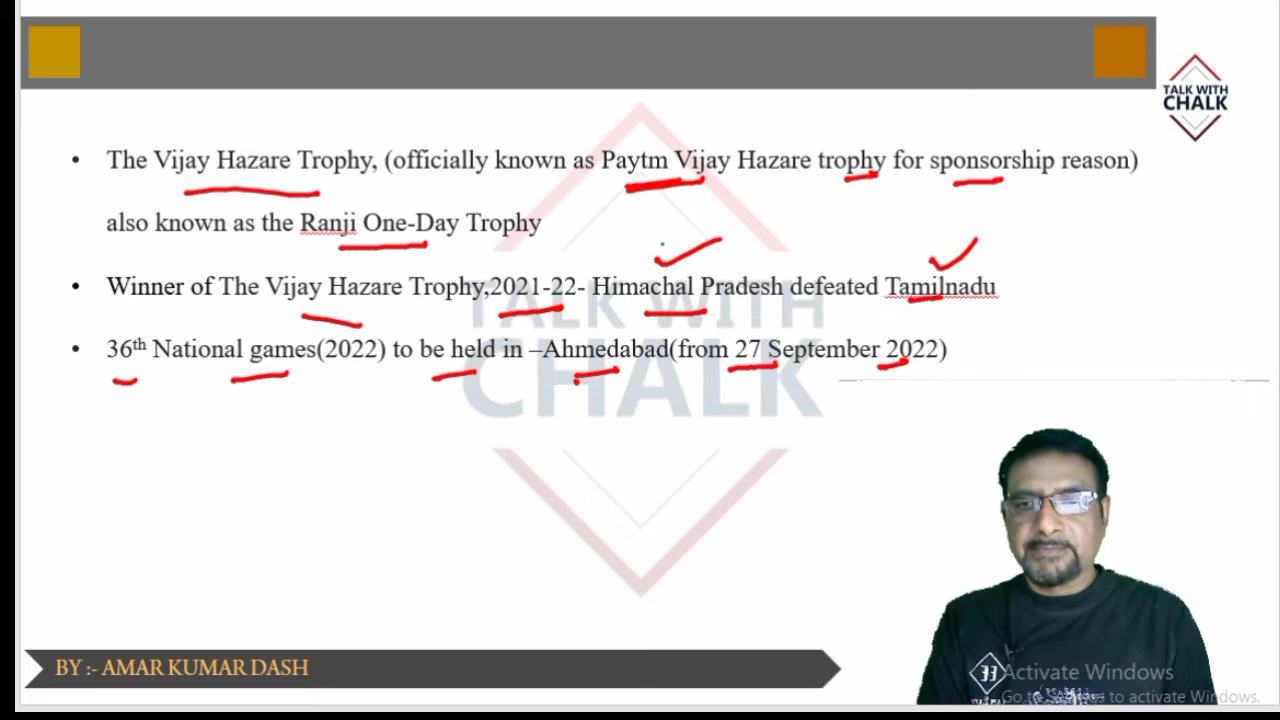 TALK WITH
CHALK
• The Vijay Hazare Trophy, (officially known as Paytm Vijay Hazare trophy for sponsorship reason)
also known as the Ranji One-Day Trophy
• Winner of The Vijay Hazare Trophy,2021-22- Himachal Pradesh defeated Tamilnadu
• 36th National games(2022) to be held in –Ahmedabad(from 27 September 2022)
TALK WITH
CHALK
BY :- AMAR KUMAR DASH
Activate Windows
Go to Settings to activate Windows.